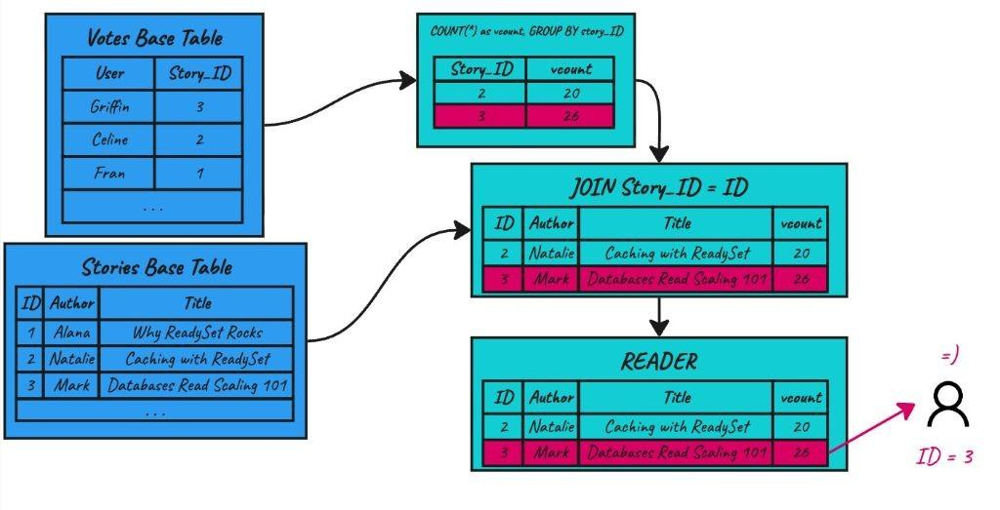 Votes Base Table
User Story_ID
Griffin 3
Celine 2
Fran 1
...
Stories Base Table
ID Author Title
1 Alana Why ReadySet Rocks
2 Natalie Caching with ReadySet
3 Mark Databases Read Scaling 101
...
COUNT(*) as vcount, GROUP BY story_ID
Story_ID vcount
2 20
3 26
JOIN Story_ID = ID
ID Author Title vcount
2 Natalie Caching with ReadySet 20
3 Mark Databases Read Scaling 101 26
READER
ID Author Title vcount
2 Natalie Caching with ReadySet 20
3 Mark Databases Read Scaling 101 26
=)
ID = 3